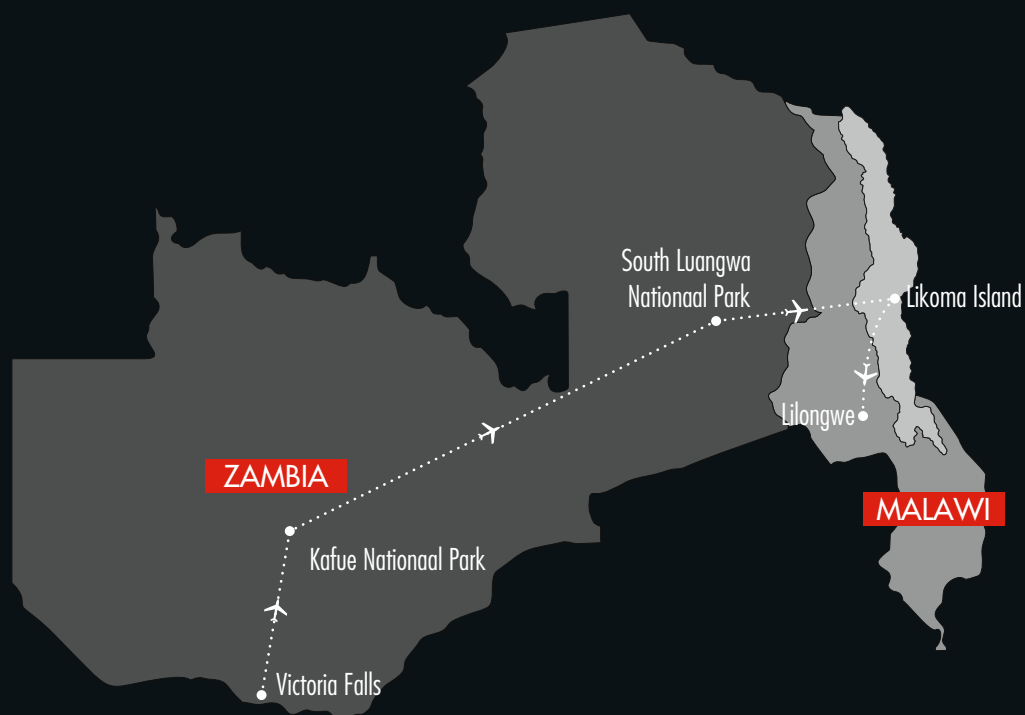 South Luangwa
Nationaal Park
Likoma Island
Lilongwe
ZAMBIA
MALAWI
Kafue Nationaal Park
Victoria Falls